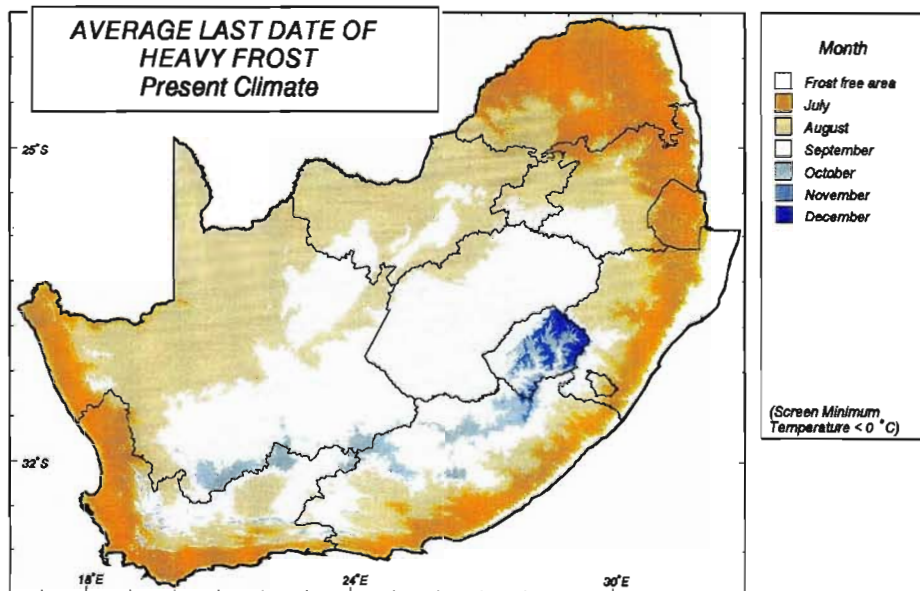 AVERAGE LAST DATE OF
HEAVY FROST
Present Climate
Month
Frost free area
July
August
September
October
November
December
(Screen Minimum
Temperature < 0 °C)
25°S
32°S
18°E
24°E
30°E